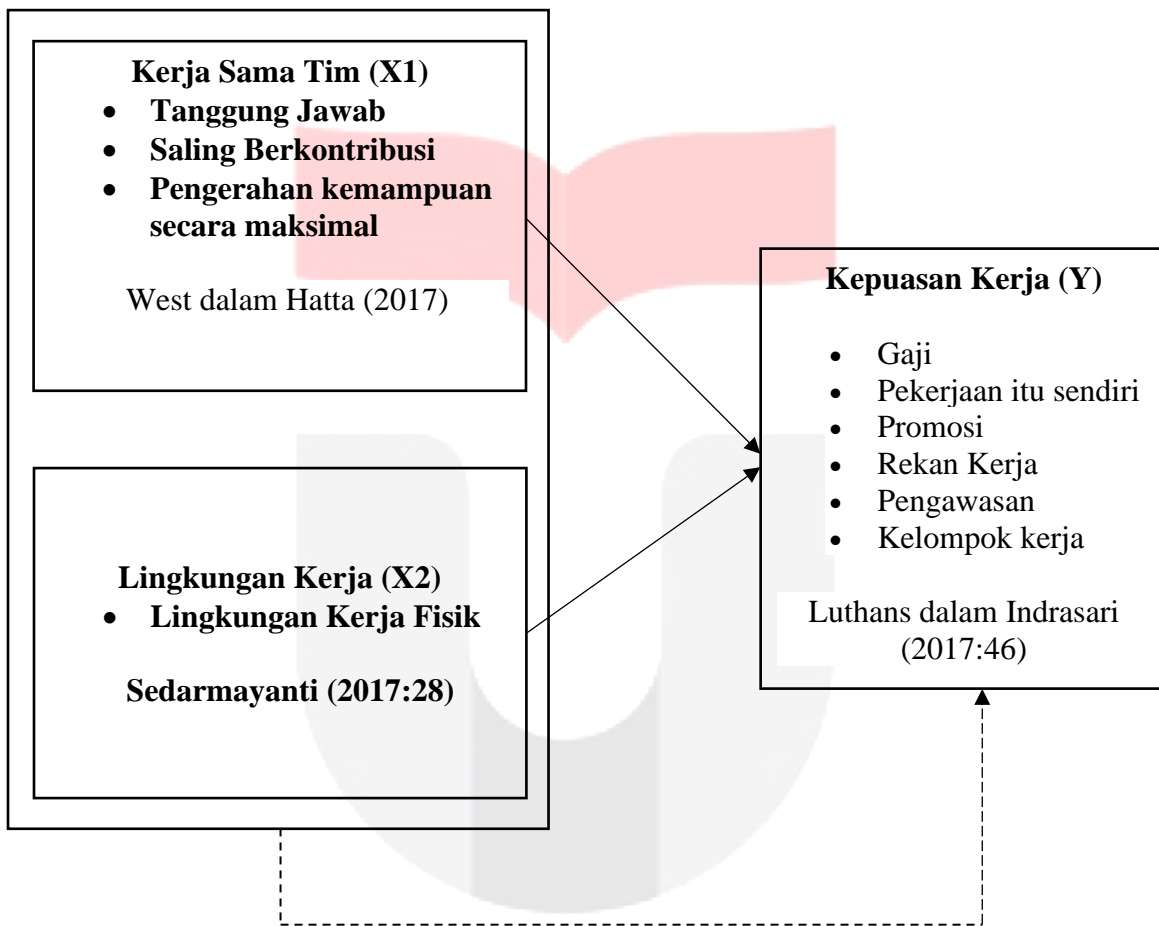 Kerja Sama Tim (X1)
• Tanggung Jawab
• Saling Berkontribusi
• Pengerahan kemampuan
secara maksimal
West dalam Hatta (2017)
Lingkungan Kerja (X2)
• Lingkungan Kerja Fisik
Sedarmayanti (2017:28)
Kepuasan Kerja (Y)
• Gaji
• Pekerjaan itu sendiri
• Promosi
• Rekan Kerja
• Pengawasan
• Kelompok kerja
Luthans dalam Indrasari
(2017:46)